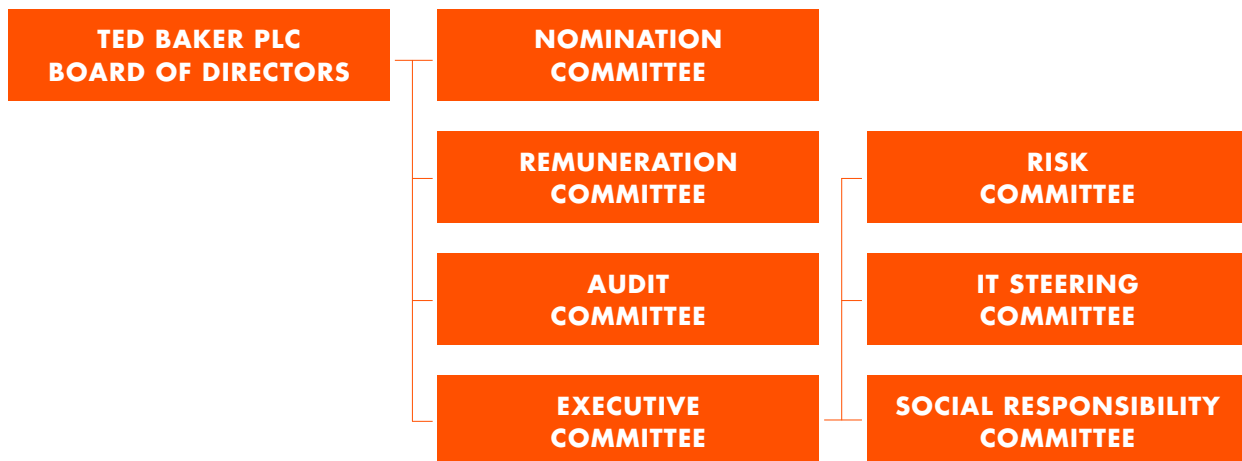 TED BAKER PLC
BOARD OF DIRECTORS
NOMINATION
COMMITTEE
REMUNERATION
COMMITTEE
RISK
COMMITTEE
AUDIT
COMMITTEE
IT STEERING
COMMITTEE
EXECUTIVE
COMMITTEE
SOCIAL RESPONSIBILITY
COMMITTEE